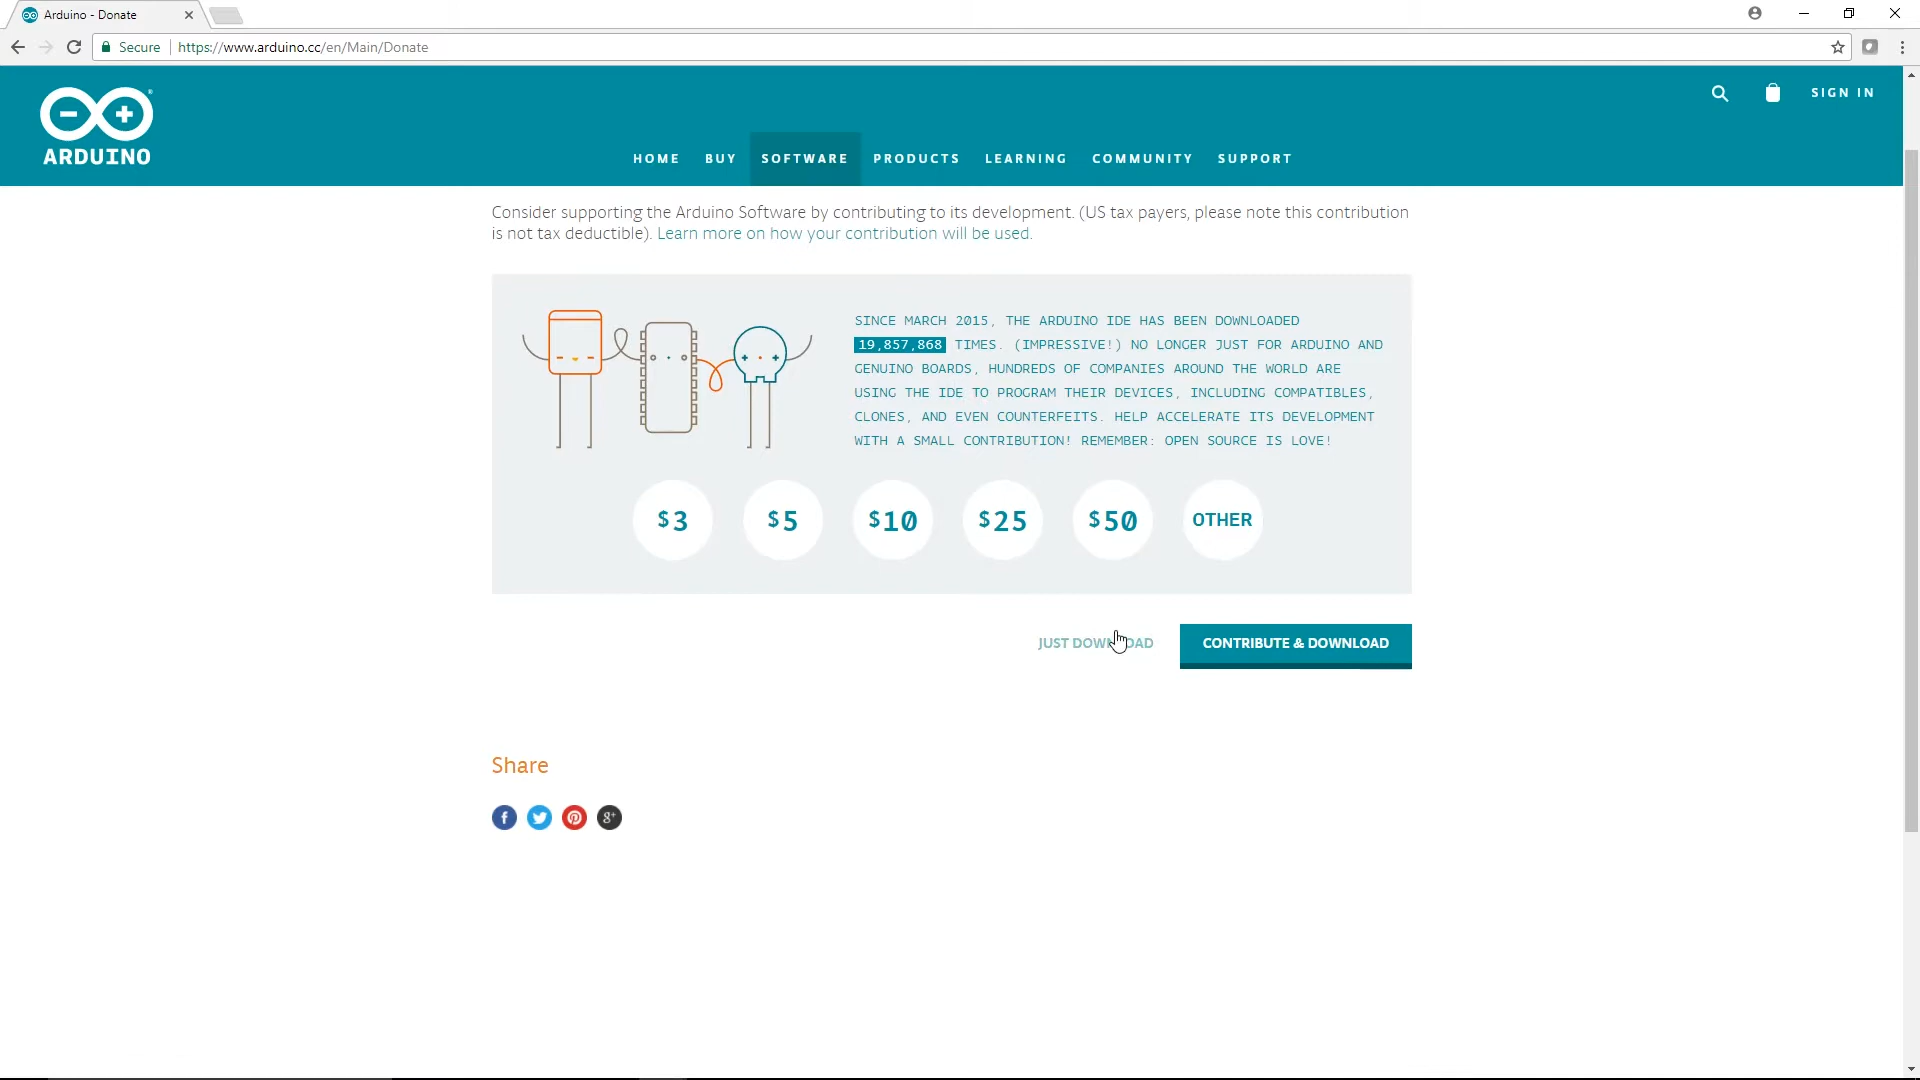 Arduino - Donate
Secure https://www.arduino.cc/en/Main/Donate
ARDUINO
SIGN IN
HOME BUY SOFTWARE PRODUCTS LEARNING COMMUNITY SUPPORT
Consider supporting the Arduino Software by contributing to its development. (US tax payers, please note this contribution
is not tax deductible). Learn more on how your contribution will be used.
SINCE MARCH 2015, THE ARDUINO IDE HAS BEEN DOWNLOADED
19,857,868 TIMES. (IMPRESSIVE!) NO LONGER JUST FOR ARDUINO AND
GENUINO BOARDS, HUNDREDS OF COMPANIES AROUND THE WORLD ARE
USING THE IDE TO PROGRAM THEIR DEVICES, INCLUDING COMPATIBLES,
CLONES, AND EVEN COUNTERFEITS. HELP ACCELERATE ITS DEVELOPMENT
WITH A SMALL CONTRIBUTION! REMEMBER: OPEN SOURCE IS LOVE!
$3 $5 $10 $25 $50 OTHER
JUST DOWNLOAD CONTRIBUTE & DOWNLOAD
Share